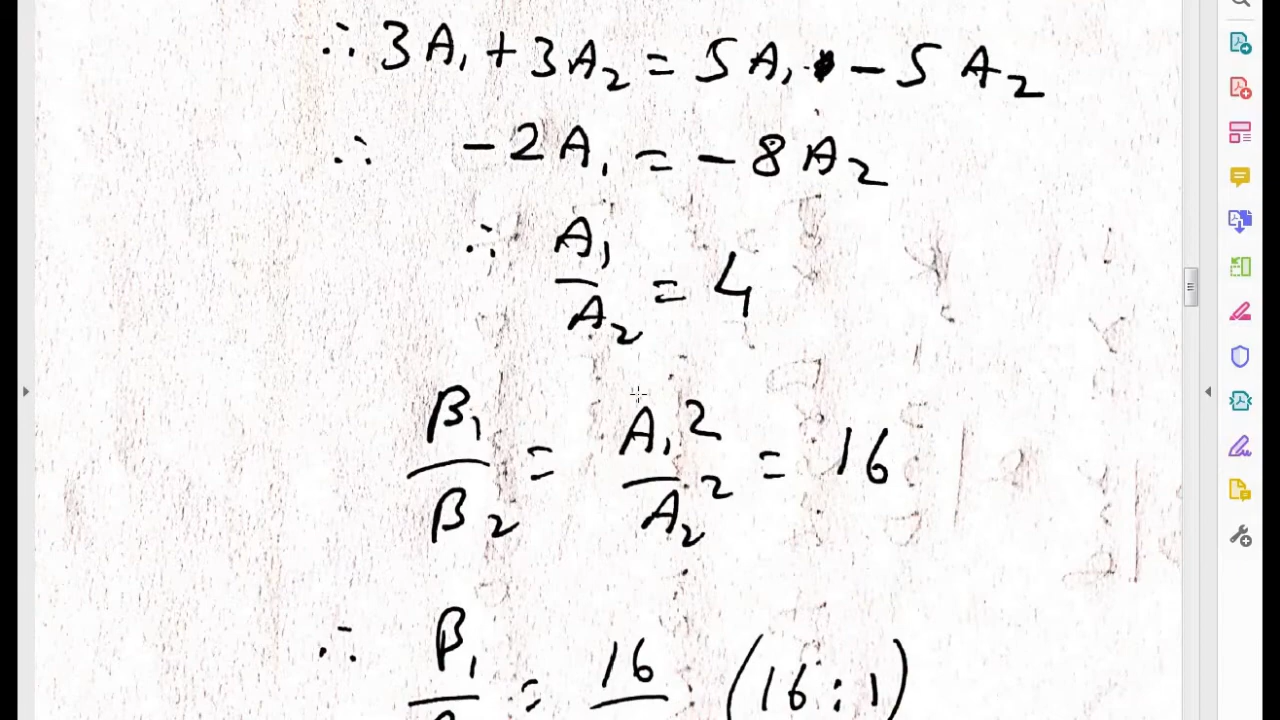 ∴ 3A₁ + 3A₂ = 5A₁ - 5A₂
∴ -2A₁ = -8A₂
∴ A₁/A₂ = 4
β₁/β₂ = A₁²/A₂² = 16
∴ β₁/ = 16/ (16:1)